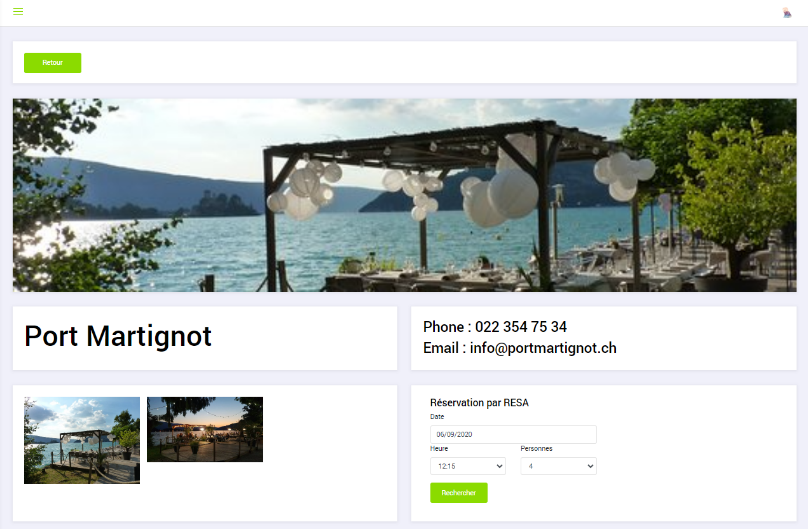 Retour
Port Martignot
Phone : 022 354 75 34
Email : info@portmartignot.ch
Réservation par RESA
Date
06/09/2020
Heure
Personnes
12:15
4
Rechercher